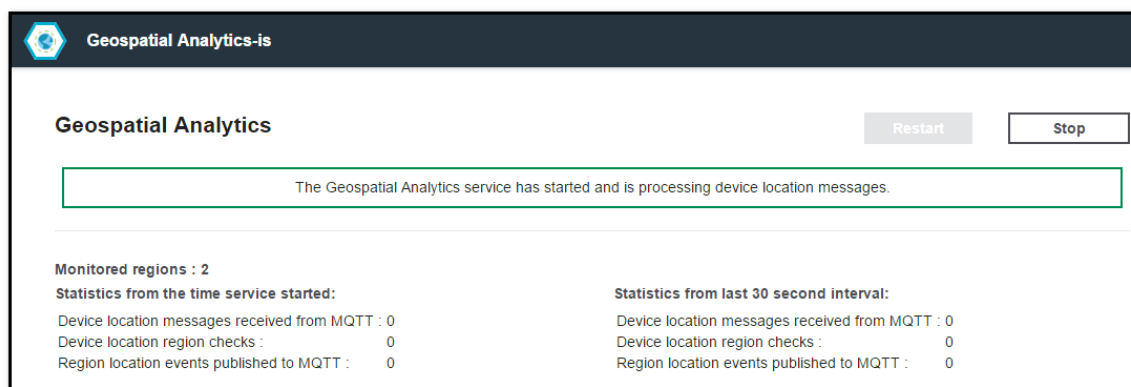 Geospatial Analytics-is
Geospatial Analytics
Restart
Stop
The Geospatial Analytics service has started and is processing device location messages.
Monitored regions : 2
Statistics from the time service started:
Device location messages received from MQTT : 0
Device location region checks : 0
Region location events published to MQTT : 0
Statistics from last 30 second interval:
Device location messages received from MQTT : 0
Device location region checks : 0
Region location events published to MQTT : 0